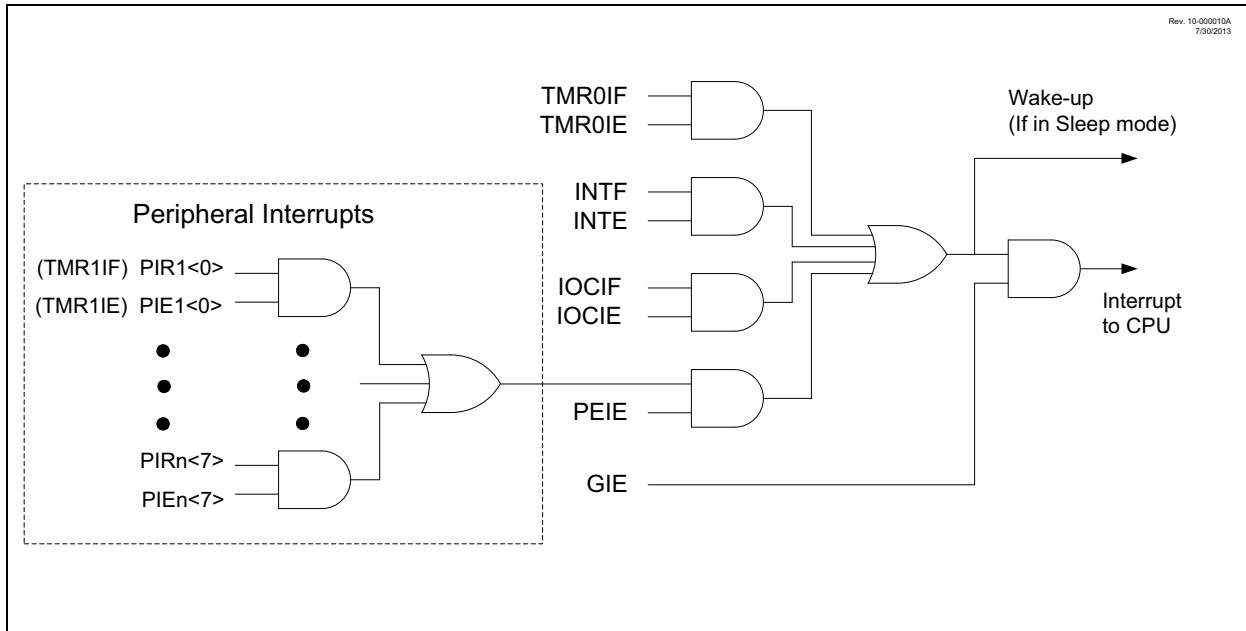 Rev. 10-000010A
7/30/2013
TMR0IF
TMR0IE
Wake-up
(If in Sleep mode)
INTF
INTE
Peripheral Interrupts
(TMR1IF) PIR1<0>
(TMR1IE) PIE1<0>
IOCIF
IOCIE
Interrupt
to CPU
PEIE
PIRn<7>
PIEn<7>
GIE